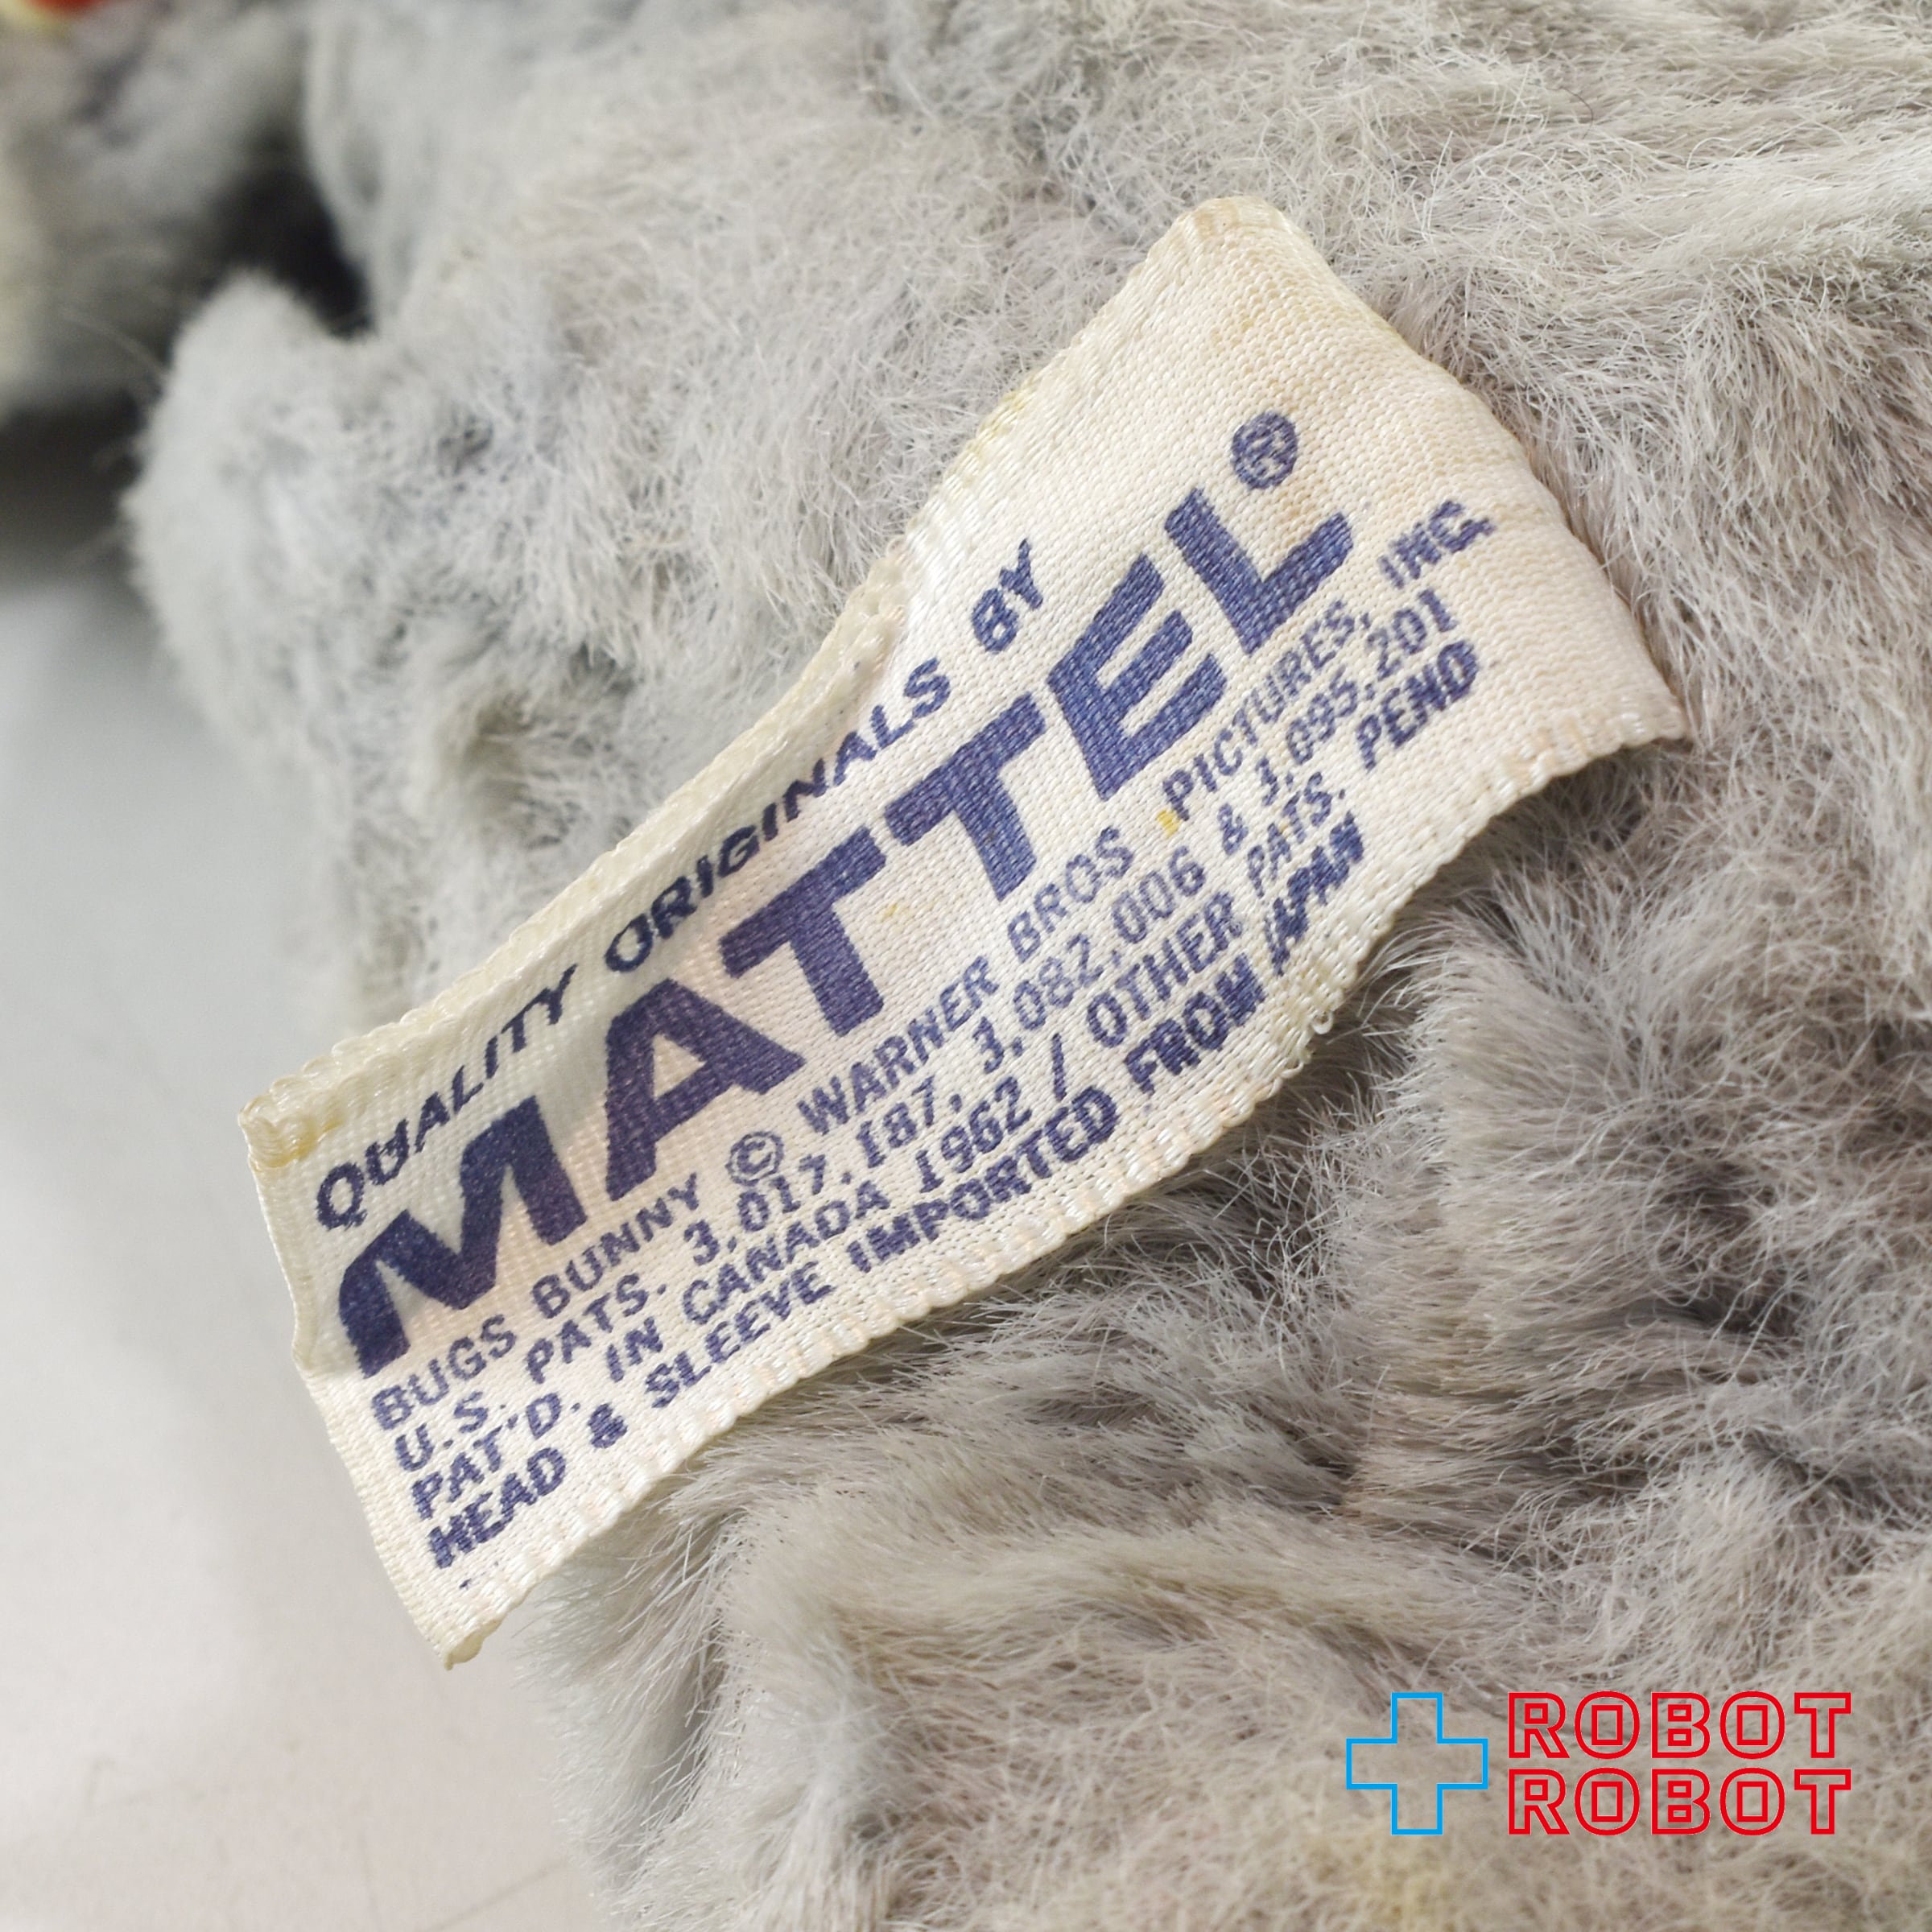 QUALITY ORIGINALS BY
MATTEL®
BUGS BUNNY © WARNER BROS PICTURES, INC.
U.S. PATS. 3,017,187, 3,082,006 & 3,095,201
PAT'D. IN CANADA 1962 / OTHER PATS. PEND
HEAD & SLEEVE IMPORTED FROM JAPAN
ROBOT
ROBOT